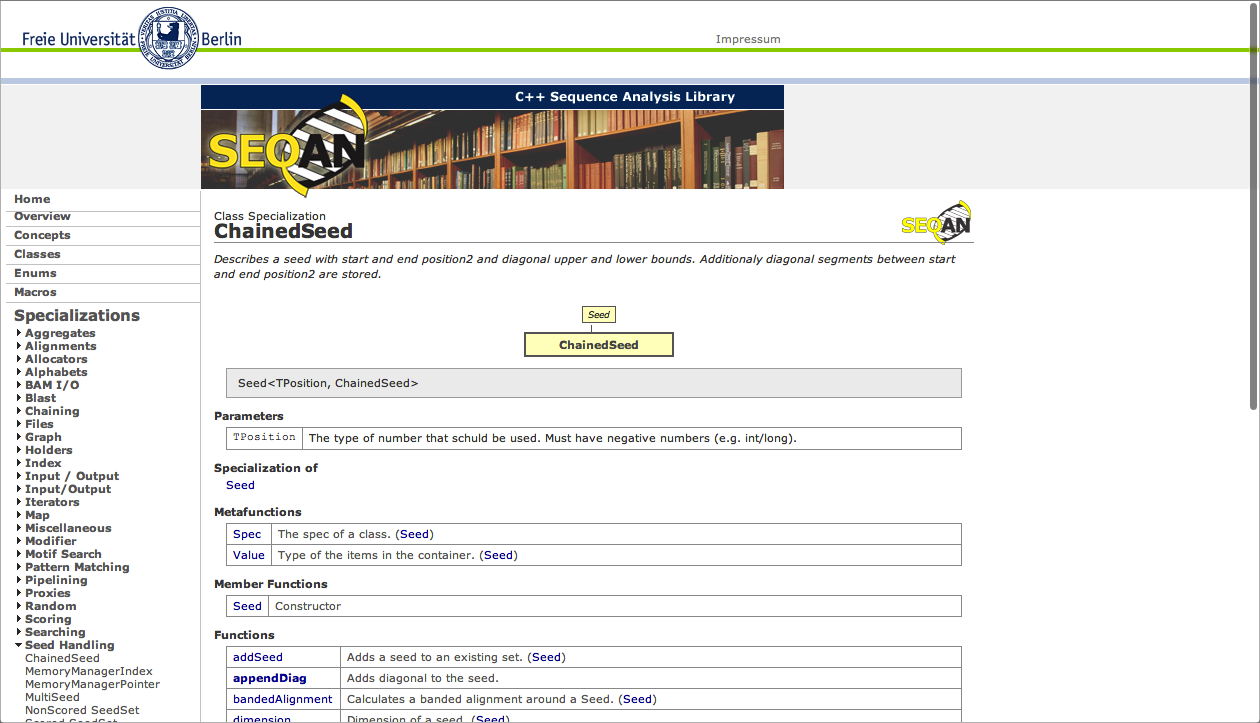 Freie Universität Berlin
Impressum
C++ Sequence Analysis Library
SEQAN
Home
Overview
Concepts
Classes
Enums
Macros
Specializations
Aggregates
Alignments
Allocators
Alphabets
BAM I/O
Blast
Chaining
Files
Graph
Holders
Index
Input / Output
Input/Output
Iterators
Map
Miscellaneous
Modifier
Motif Search
Pattern Matching
Pipelining
Proxies
Random
Scoring
Searching
Seed Handling
ChainedSeed
MemoryManagerIndex
MemoryManagerPointer
MultiSeed
NonScored SeedSet
Scored SeedSet
Class Specialization
ChainedSeed
SEQAN
Describes a seed with start and end position2 and diagonal upper and lower bounds. Additionaly diagonal segments between start
and end position2 are stored.
Seed
ChainedSeed
Seed<TPosition, ChainedSeed>
Parameters
TPosition The type of number that schuld be used. Must have negative numbers (e.g. int/long).
Specialization of
Seed
Metafunctions
Spec The spec of a class. (Seed)
Value Type of the items in the container. (Seed)
Member Functions
Seed Constructor
Functions
addSeed Adds a seed to an existing set. (Seed)
appendDiag Adds diagonal to the seed.
bandedAlignment Calculates a banded alignment around a Seed. (Seed)
dimension Dimension of a seed. (Seed)